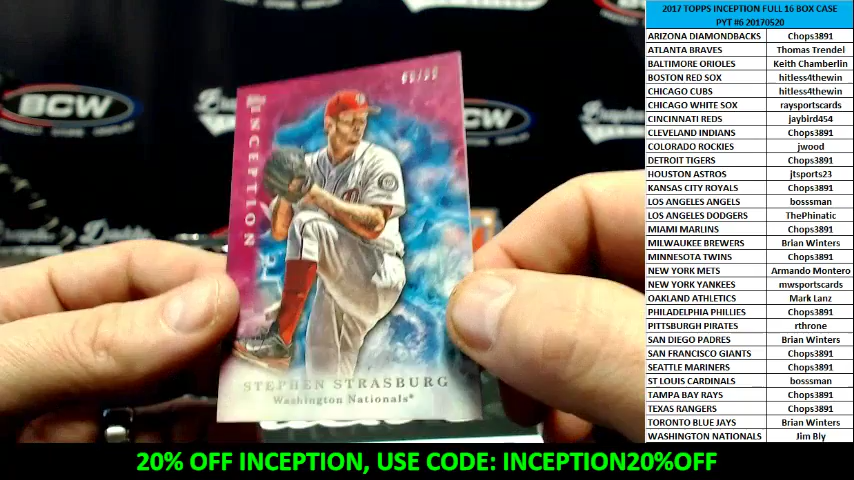 2017 TOPPS INCEPTION FULL 16 BOX CASE
PYT #6 20170520
ARIZONA DIAMONDBACKS Chops3891
ATLANTA BRAVES Thomas Trendel
BALTIMORE ORIOLES Keith Chamberlin
BOSTON RED SOX hitless4thewin
CHICAGO CUBS hitless4thewin
CHICAGO WHITE SOX raysportscards
CINCINNATI REDS jaybird454
CLEVELAND INDIANS Chops3891
COLORADO ROCKIES jwood
DETROIT TIGERS Chops3891
HOUSTON ASTROS jtsports23
KANSAS CITY ROYALS Chops3891
LOS ANGELES ANGELS bosssman
LOS ANGELES DODGERS ThePhinatic
MIAMI MARLINS Chops3891
MILWAUKEE BREWERS Brian Winters
MINNESOTA TWINS Chops3891
NEW YORK METS Armando Montero
NEW YORK YANKEES mwsportscards
OAKLAND ATHLETICS Mark Lanz
PHILADELPHIA PHILLIES Chops3891
PITTSBURGH PIRATES rthrone
SAN DIEGO PADRES Brian Winters
SAN FRANCISCO GIANTS Chops3891
SEATTLE MARINERS Chops3891
ST LOUIS CARDINALS bosssman
TAMPA BAY RAYS Chops3891
TEXAS RANGERS Chops3891
TORONTO BLUE JAYS Brian Winters
WASHINGTON NATIONALS Jim Bly
BCW
BCW
INCEPTION
STEPHEN STRASBURG
Washington Nationals
20% OFF INCEPTION, USE CODE: INCEPTION20%OFF